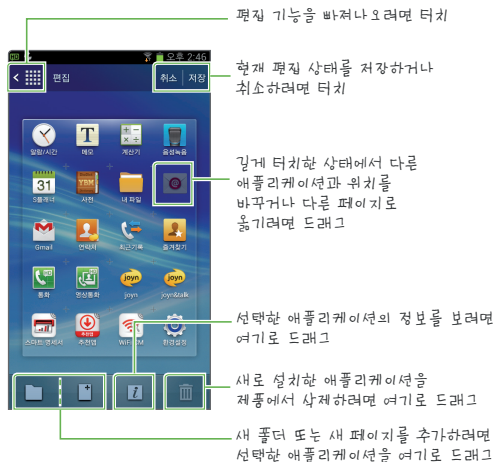 편집 기능을 빠져나오려면 터치
오후 2:46
편집
취소 저장
현재 편집 상태를 저장하거나
취소하려면 터치
알람/시간 메모 계산기 음성녹음
31
YBM
S플래너 사전 내 파일
길게 터치한 상태에서 다른
애플리케이션과 위치를
바꾸거나 다른 페이지로
옮기려면 드래그
Gmail 연락처 최근기록 즐겨찾기
joyn joyn
통화 영상통화 joyn joyn&talk
추천앱
스마트 명세서 추천앱 환경설정
선택한 애플리케이션의 정보를 보려면
여기로 드래그
새로 설치한 애플리케이션을
제품에서 삭제하려면 여기로 드래그
새 폴더 또는 새 페이지를 추가하려면
선택한 애플리케이션을 여기로 드래그